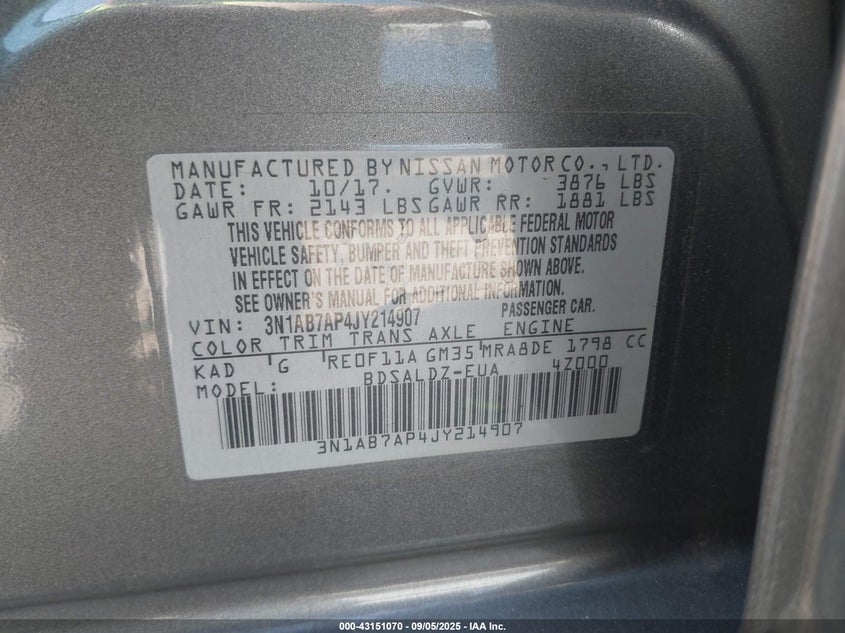 MANUFACTURED BY NISSAN MOTOR CO., LTD.
DATE: 10/17. GVWR: 3876 LBS
GAWR FR: 2143 LBS GAWR RR: 1881 LBS
THIS VEHICLE CONFORMS TO ALL APPLICABLE FEDERAL MOTOR
VEHICLE SAFETY, BUMPER AND THEFT PREVENTION STANDARDS
IN EFFECT ON THE DATE OF MANUFACTURE SHOWN ABOVE.
SEE OWNER'S MANUAL FOR ADDITIONAL INFORMATION.
VIN: 3N1AB7AP4JY214907 PASSENGER CAR.
COLOR TRIM TRANS AXLE ENGINE
KAD G RE0F11A GM35 MRA8DE 1798 CC
MODEL: BDSALDZ-EUA 4Z000
3N1AB7AP4JY214907
000-43151070 - 09/05/2025 - IAA Inc.